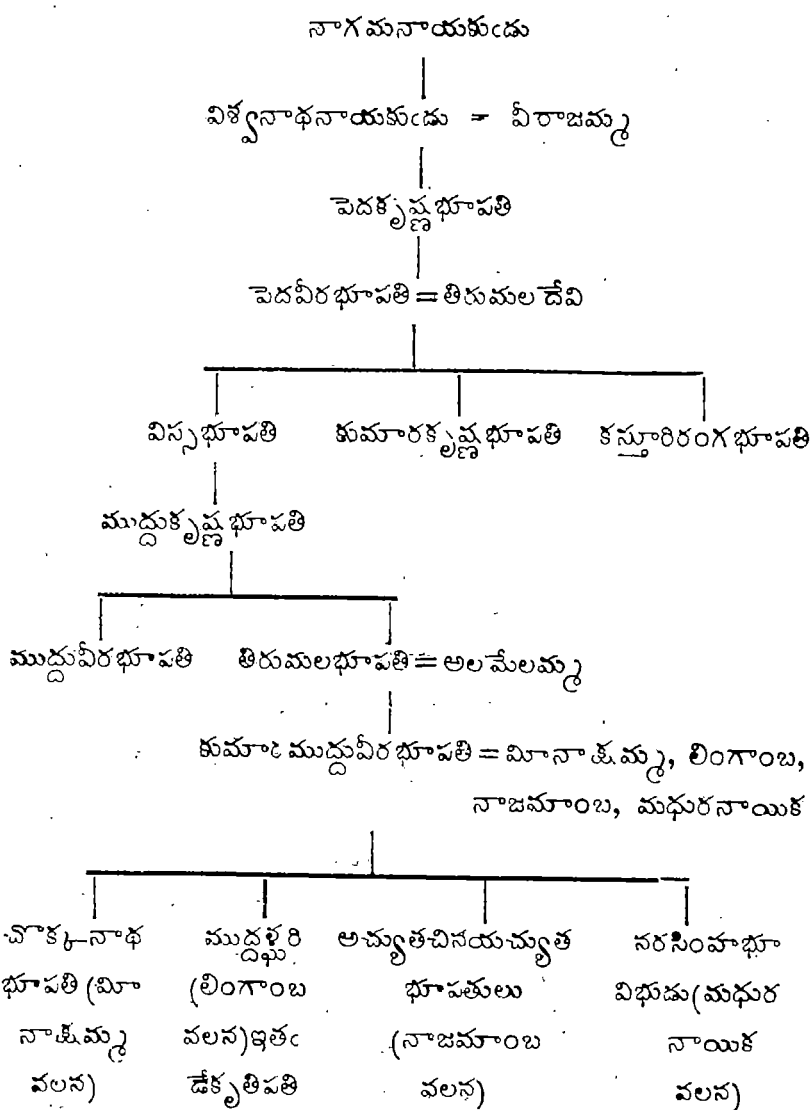 నాగమనాయకుఁడు
విశ్వనాథనాయకుఁడు = వీరాజమ్మ
పెదకృష్ణభూపతి
పెదవీరభూపతి = తిరుమల దేవి
విస్సభూపతి కుమారకృష్ణభూపతి కస్తూరిరంగభూపతి
ముద్దుకృష్ణభూపతి
ముద్దువీరభూపతి తిరుమలభూపతి = అలమేలమ్మ
కుమార ముద్దువీరభూపతి = మీనాక్షమ్మ, లింగాంబ,
నాజమాంబ, మధురనాయిక
చొక్కనాథ ముద్దళ్గరి అచ్యుతచినయచ్యుత నరసింహభూ
భూపతి (మీ (లింగాంబ భూపతులు విభుడు(మధుర
నాక్షమ్మ వలన) ఇతఁ (నాజమాంబ నాయిక
వలన) డేకృతిపతి వలన) వలన)